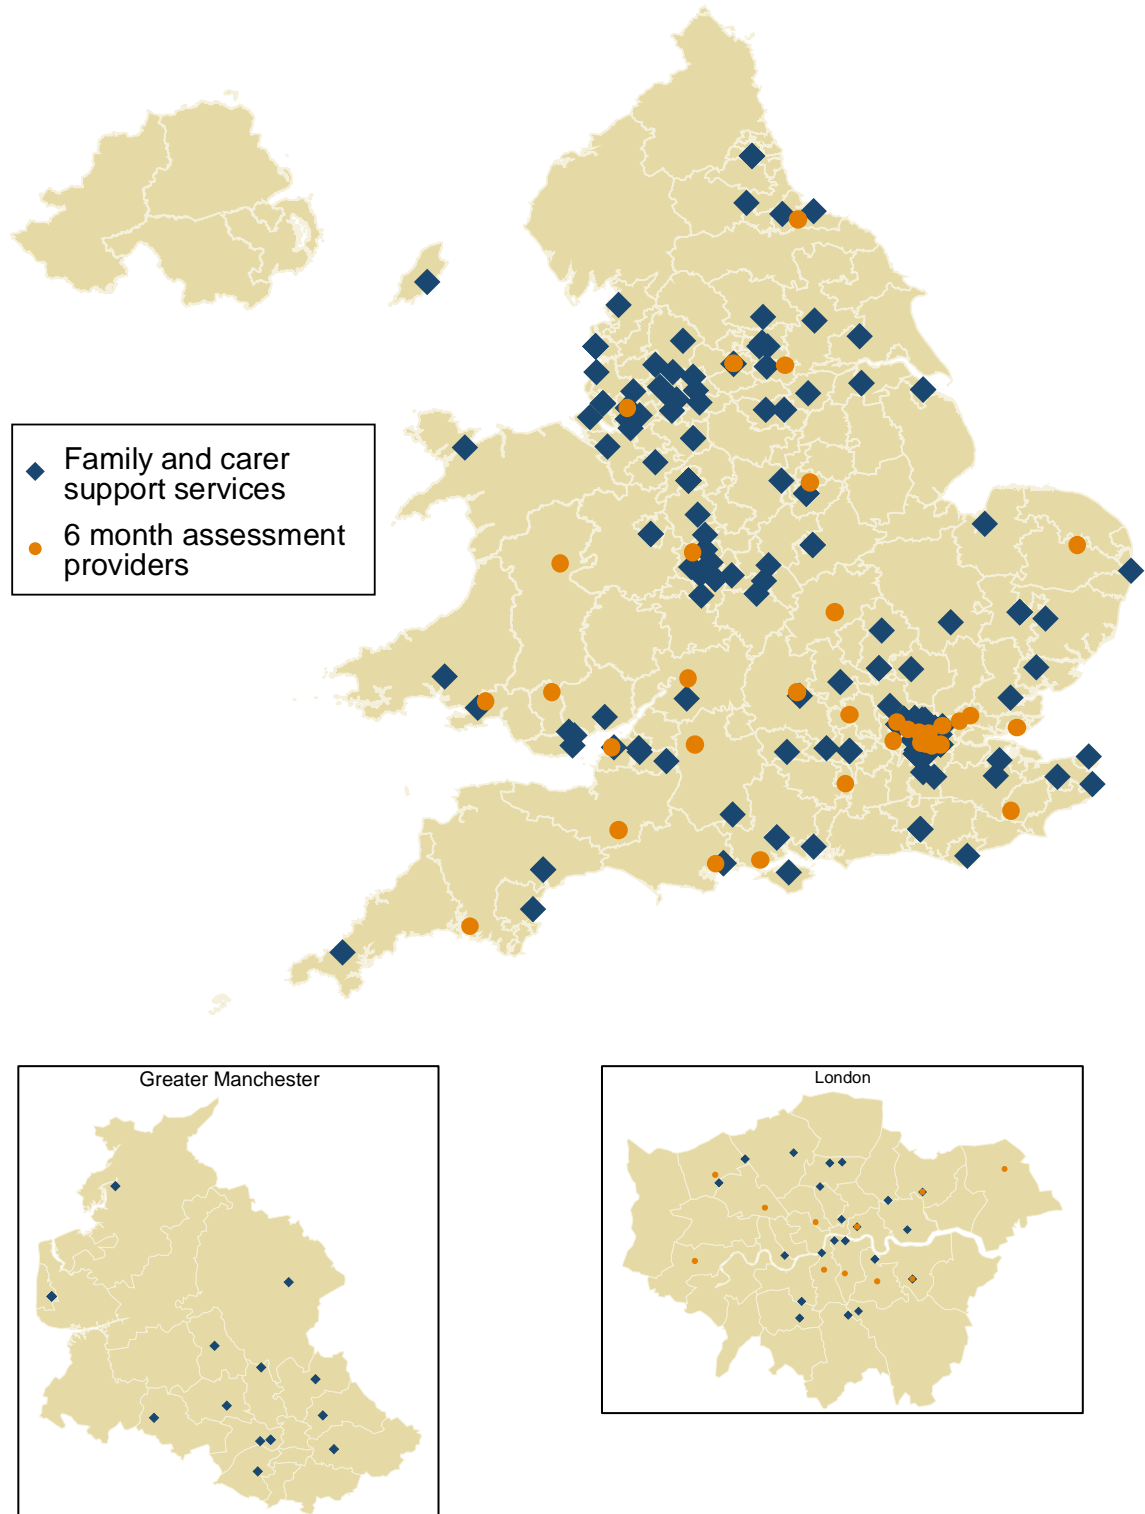 Family and carer
support services
6 month assessment
providers
Greater Manchester
London